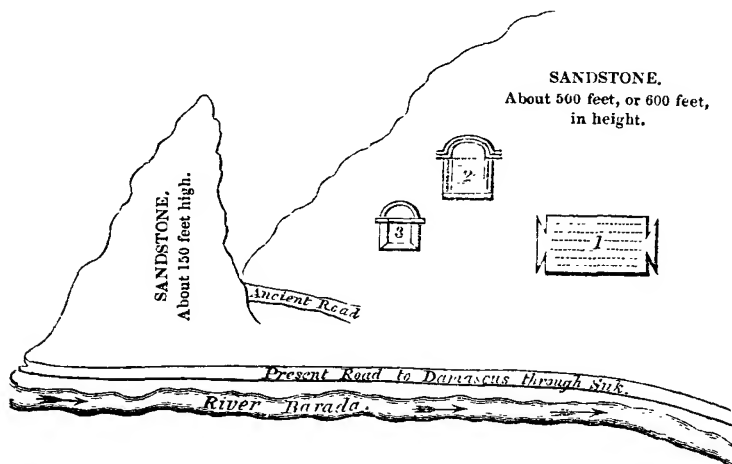 SANDSTONE.
About 500 feet, or 600 feet,
in height.
2
SANDSTONE.
About 150 feet high.
3
1
Ancient Road
Present Road to Damascus through Suk.
River Barada.